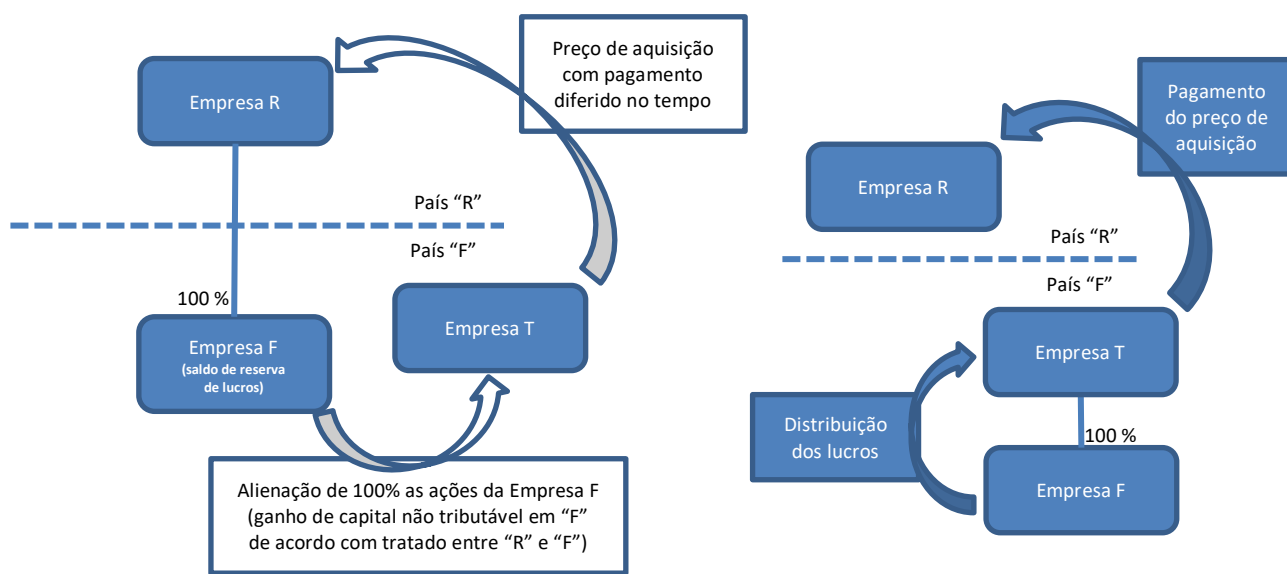 Empresa R
Preço de aquisição
com pagamento
diferido no tempo
País “R”
País “F”
100 %
Empresa F
(saldo de reserva
de lucros)
Empresa T
Alienação de 100% as ações da Empresa F
(ganho de capital não tributável em “F”
de acordo com tratado entre “R” e “F”)
Pagamento
do preço de
aquisição
Empresa R
País “R”
País “F”
Empresa T
Distribuição
dos lucros
100 %
Empresa F